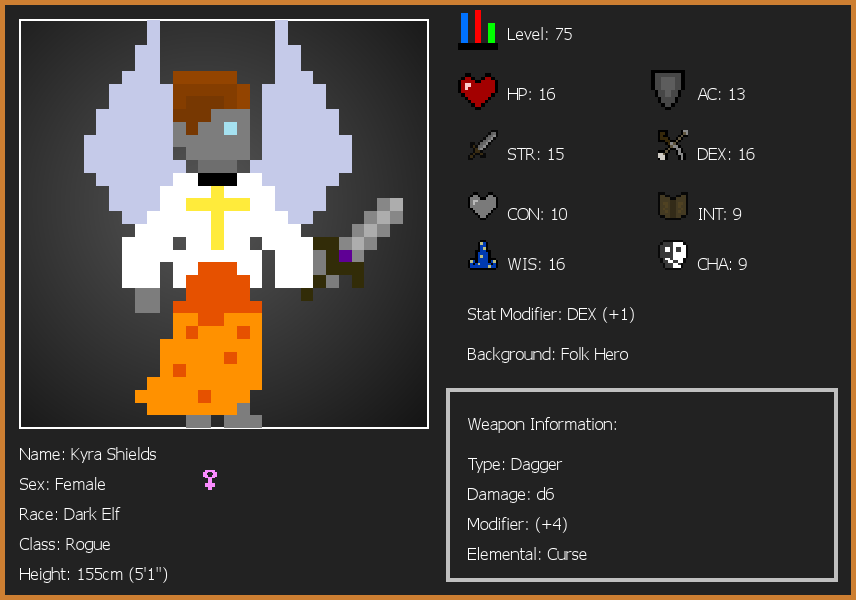 Level: 75
HP: 16
AC: 13
STR: 15
DEX: 16
CON: 10
INT: 9
WIS: 16
CHA: 9
Stat Modifier: DEX (+1)
Background: Folk Hero
Weapon Information:
Type: Dagger
Damage: d6
Modifier: (+4)
Elemental: Curse
Name: Kyra Shields
Sex: Female
Race: Dark Elf
Class: Rogue
Height: 155cm (5'1")